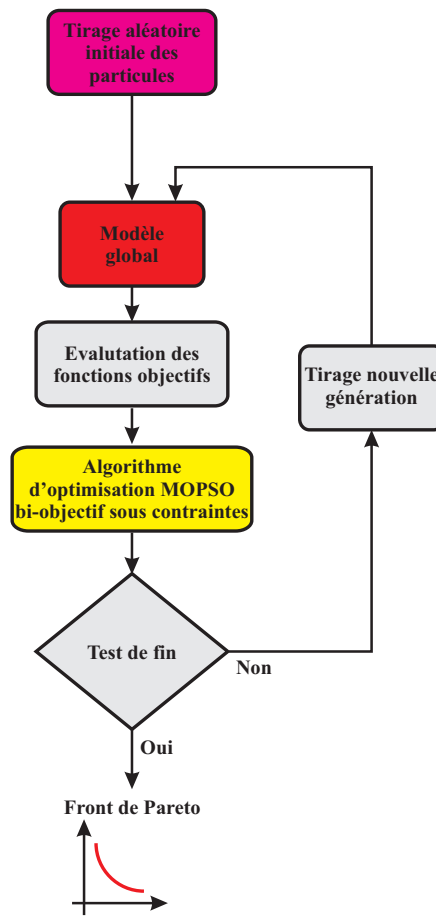 Tirage aléatoire
initiale des
particules
Modèle
global
Evalutation des
fonctions objectifs
Tirage nouvelle
génération
Algorithme
d'optimisation MOPSO
bi-objectif sous contraintes
Test de fin
Non
Oui
Front de Pareto